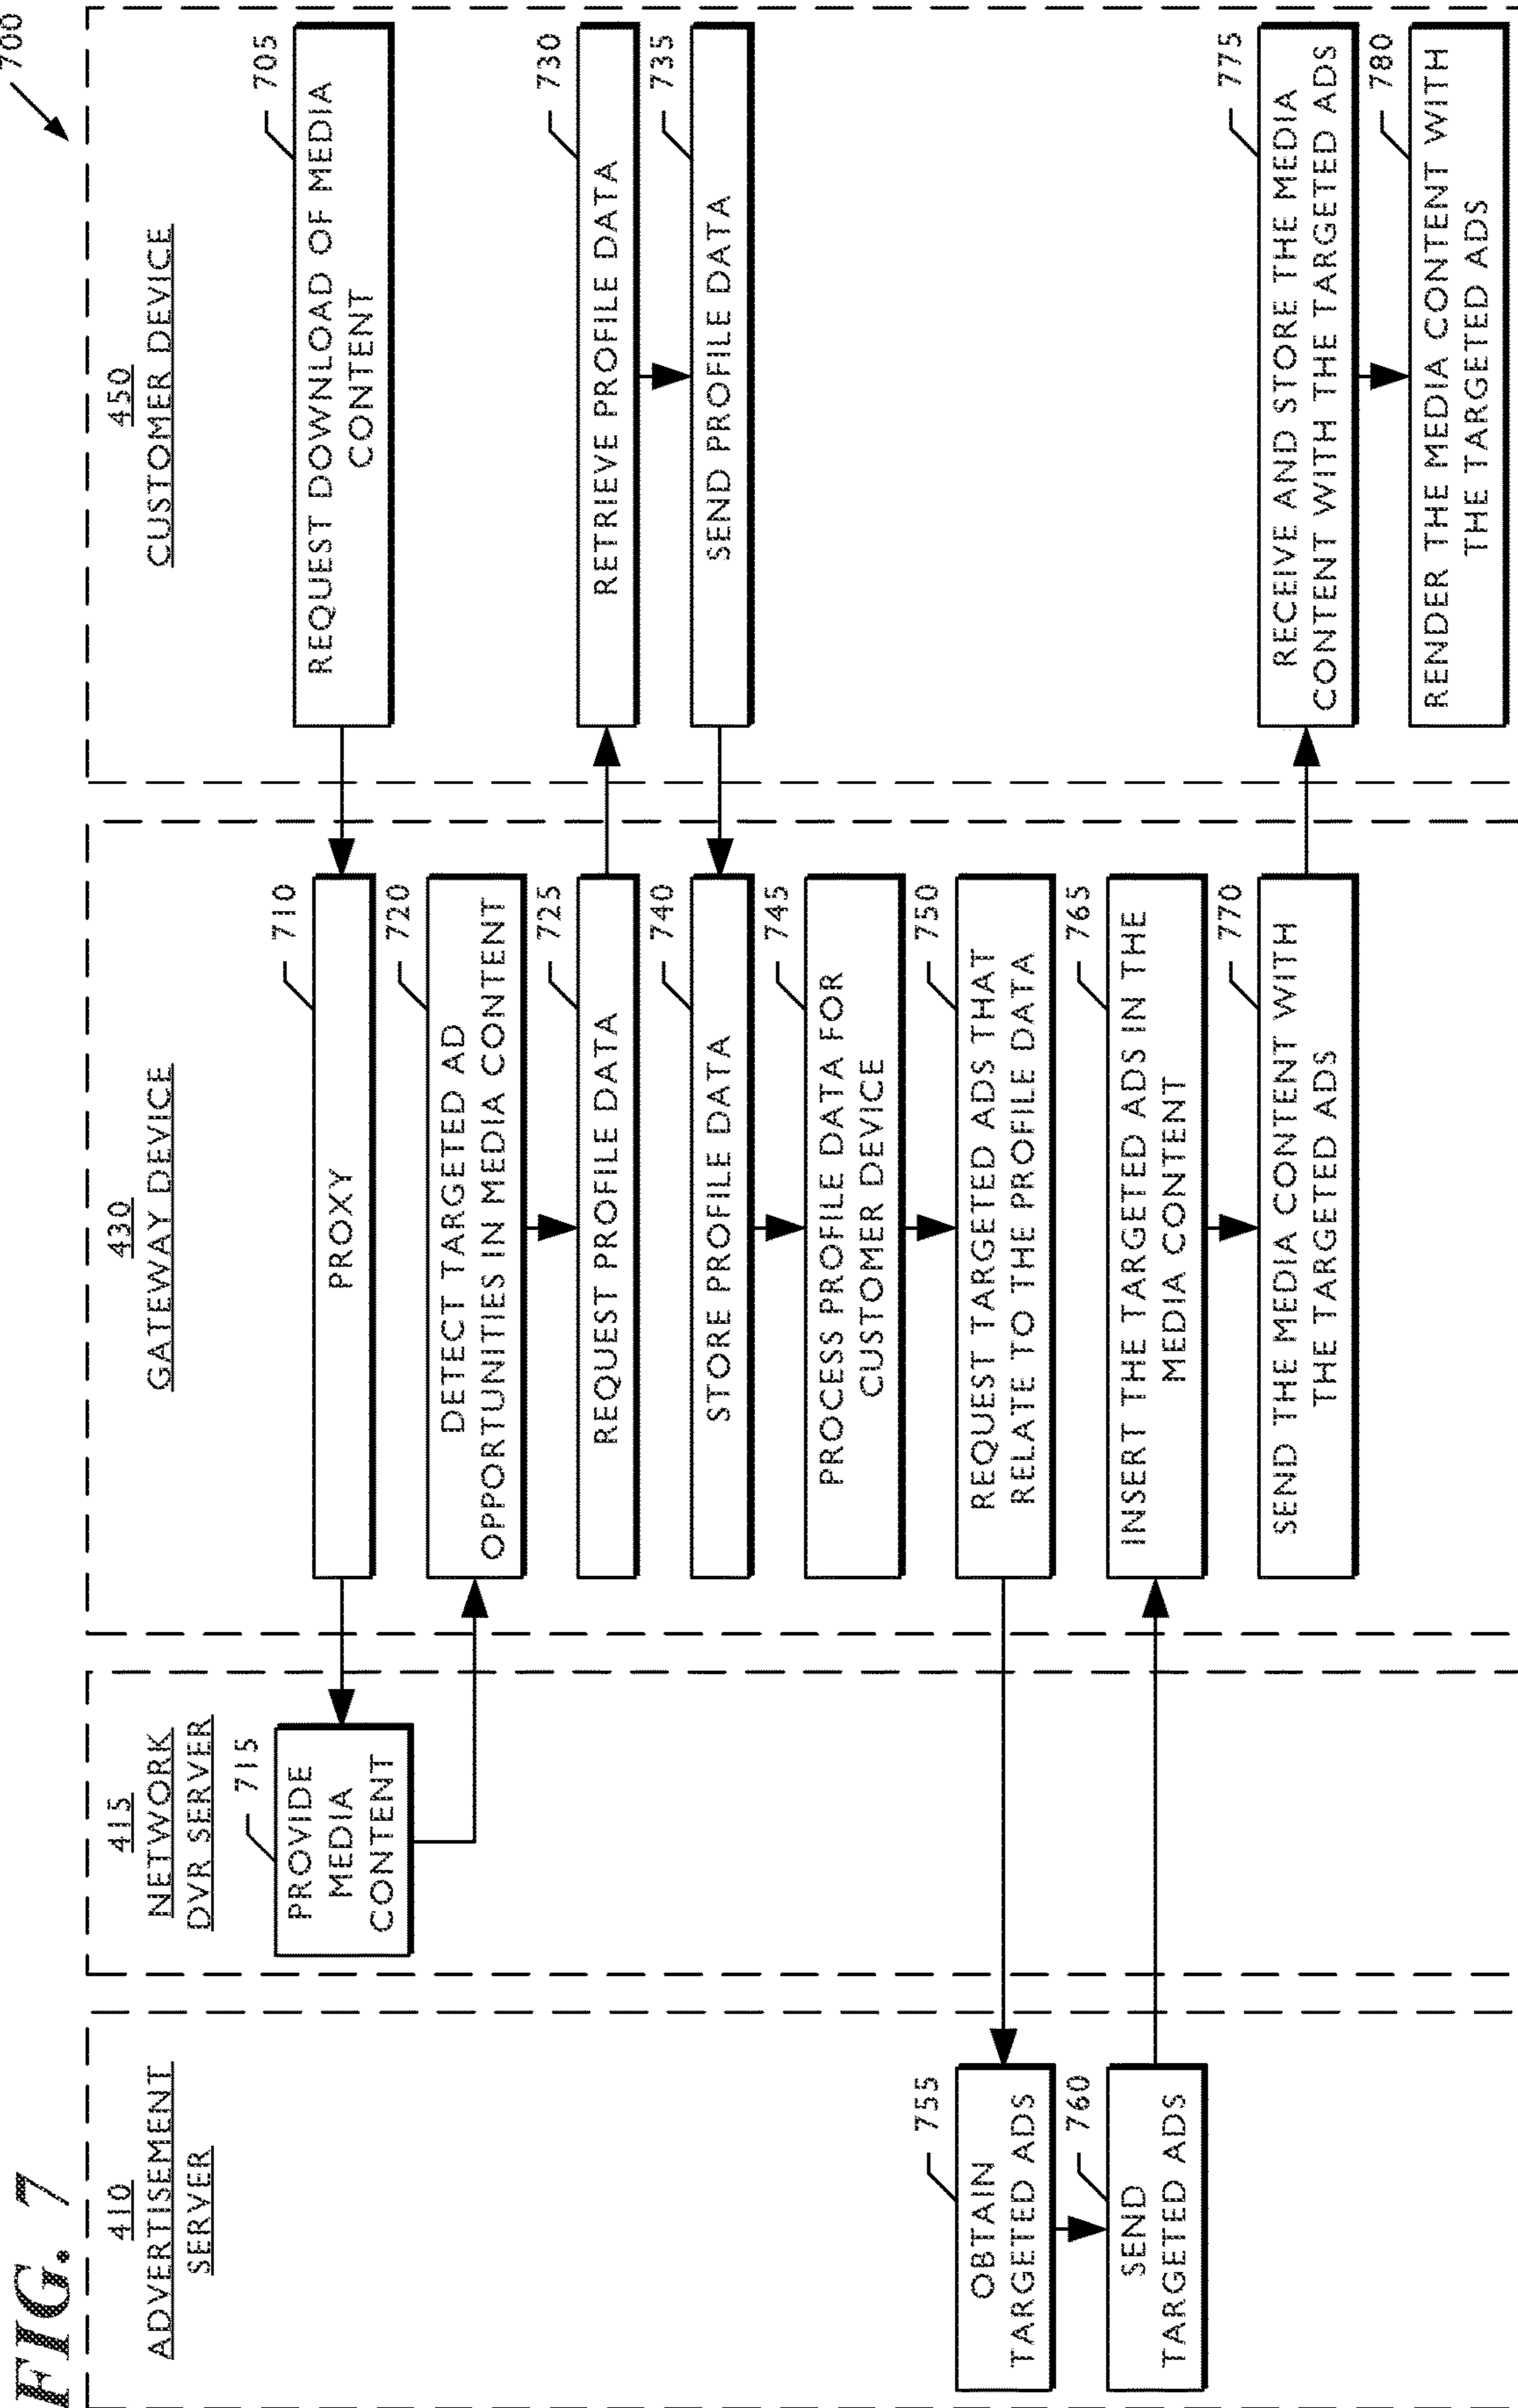 FIG. 7
700
410
ADVERTISEMENT
SERVER
415
NETWORK
DVR SERVER
430
GATEWAY DEVICE
450
CUSTOMER DEVICE
705
REQUEST DOWNLOAD OF MEDIA
CONTENT
710
PROXY
715
PROVIDE
MEDIA
CONTENT
720
DETECT TARGETED AD
OPPORTUNITIES IN MEDIA CONTENT
725
REQUEST PROFILE DATA
730
RETRIEVE PROFILE DATA
735
SEND PROFILE DATA
740
STORE PROFILE DATA
745
PROCESS PROFILE DATA FOR
CUSTOMER DEVICE
750
REQUEST TARGETED ADS THAT
RELATE TO THE PROFILE DATA
755
OBTAIN
TARGETED ADS
760
SEND
TARGETED ADS
765
INSERT THE TARGETED ADS IN THE
MEDIA CONTENT
770
SEND THE MEDIA CONTENT WITH
THE TARGETED ADS
775
RECEIVE AND STORE THE MEDIA
CONTENT WITH THE TARGETED ADS
780
RENDER THE MEDIA CONTENT WITH
THE TARGETED ADS